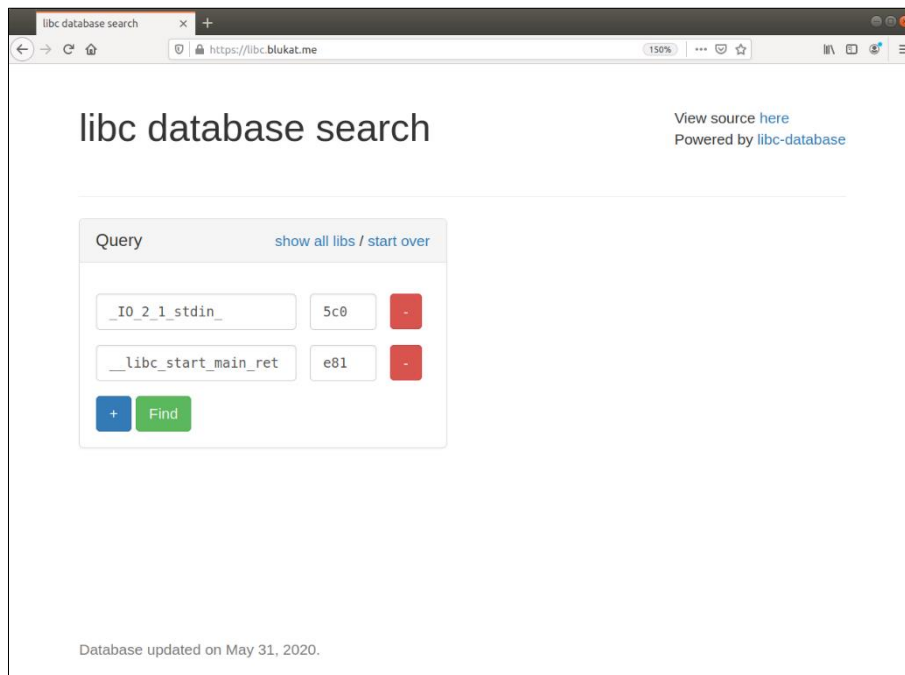 libc database search
https://libc.blukat.me
150%
libc database search
View source here
Powered by libc-database
Query
show all libs / start over
_IO_2_1_stdin_
5c0
-
__libc_start_main_ret
e81
-
+
Find
Database updated on May 31, 2020.